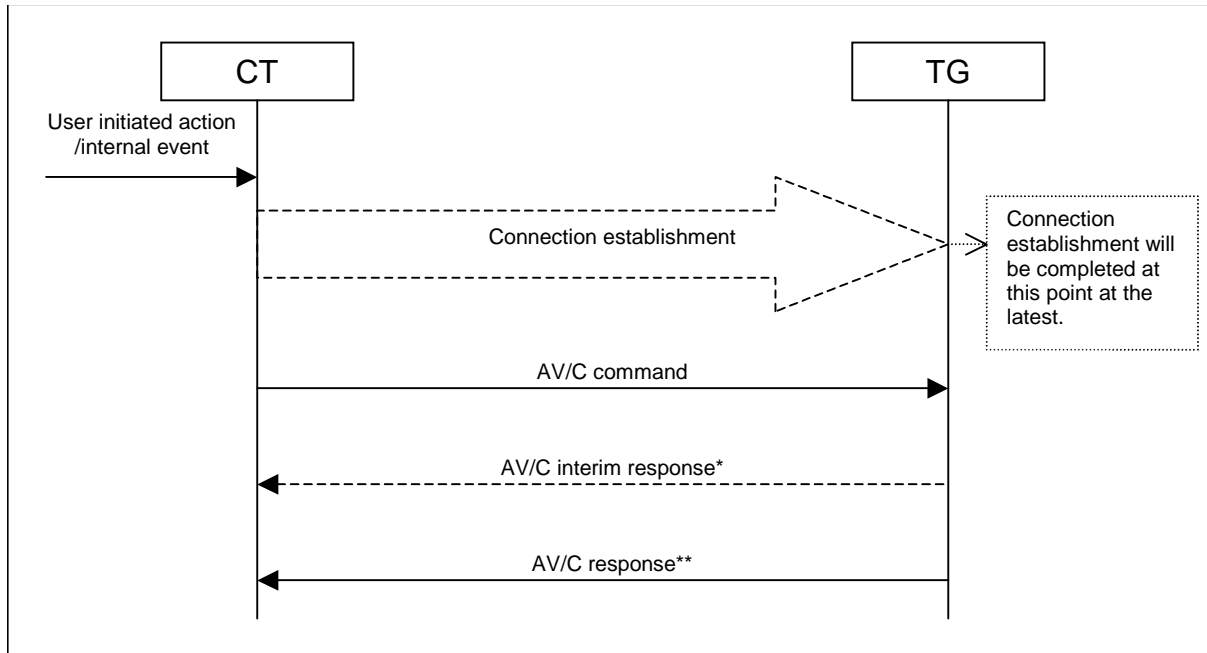 CT
TG
User initiated action
/internal event
Connection establishment
Connection
establishment will
be completed at
this point at the
latest.
AV/C command
AV/C interim response*
AV/C response**